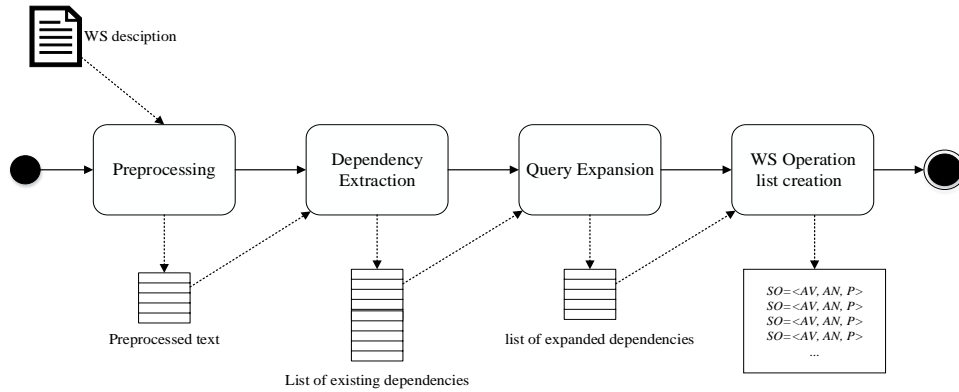 WS desciption
Preprocessing
Dependency
Extraction
Query Expansion
WS Operation
list creation
Preprocessed text
List of existing dependencies
list of expanded dependencies
SO=<AV, AN, P>
SO=<AV, AN, P>
SO=<AV, AN, P>
SO=<AV, AN, P>
...